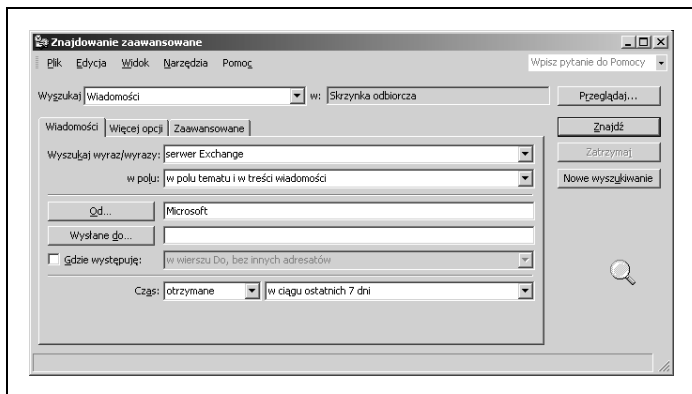 Znajdowanie zaawansowane
Plik Edycja Widok Narzędzia Pomoc Wpisz pytanie do Pomocy
Wyszukaj Wiadomości w: Skrzynka odbiorcza Przeglądaj...
Wiadomości Więcej opcji Zaawansowane Znajdź
Wyszukaj wyraz/wyrazy: serwer Exchange Zatrzymaj
w polu: w polu tematu i w treści wiadomości Nowe wyszukiwanie
Od... Microsoft
Wysłane do...
Gdzie występuję: w wierszu Do, bez innych adresatów
Czas: otrzymane w ciągu ostatnich 7 dni